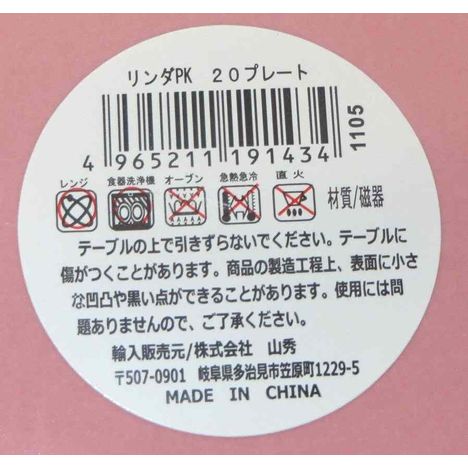 リンダPK 20プレート
1105
4 965211 191434
レンジ 食器洗浄機 オーブン 急熱急冷 直火 材質/磁器
テーブルの上で引きずらないでください。テーブルに
傷がつくことがあります。商品の製造工程上、表面に小さ
な凹凸や黒い点ができることがあります。使用には問
題ありませんので、ご了承ください。
輸入販売元/株式会社 山秀
〒507-0901 岐阜県多治見市笠原町1229-5
MADE IN CHINA